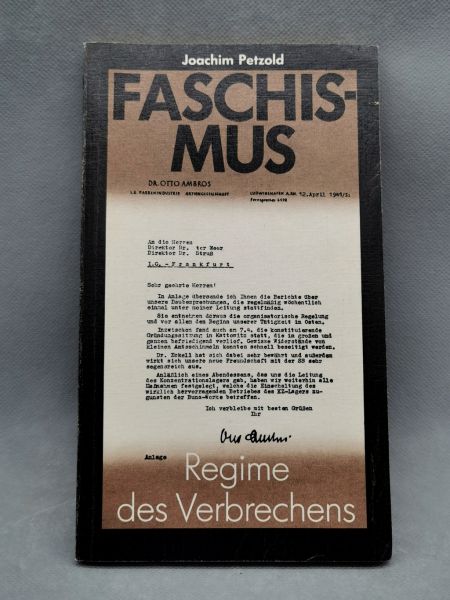 Joachim Petzold
FASCHIS-
MUS
DR. OTTO AMBROS
I.G. FARBENINDUSTRIE AKTIENGESELLSCHAFT
LUDWIGSHAFEN A.RH. 12.April 1941/S.
Fernsprecher 6498
An die Herren
Direktor Dr. ter Meer
Direktor Dr. Struß
I.G. - Frankfurt
Sehr geehrte Herren!
In Anlage übersende ich Ihnen die Berichte über
unsere Baubesprechungen, die regelmäßig wöchentlich
einmal unter meiner Leitung stattfinden.
Sie entnehmen daraus die organisatorische Regelung
und vor allem den Beginn unserer Tätigkeit im Osten.
Inzwischen fand auch am 7.4. die konstituierende
Gründungssitzung in Kattowitz statt, die im großen und
ganzen befriedigend verlief. Gewisse Widerstände von
kleinen Amtsschimmeln konnten schnell beseitigt werden.
Dr. Eckell hat sich dabei sehr bewährt und außerdem
wirkt sich unsere neue Freundschaft mit der SS sehr
segensreich aus.
Anläßlich eines Abendessens, das uns die Leitung
des Konzentrationslagers gab, haben wir weiterhin alle
Maßnahmen festgelegt, welche die Einschaltung des
wirklich hervorragenden Betriebes des KZ-Lagers zu-
gunsten der Buna-Werke betreffen.
Ich verbleibe mit besten Grüßen
Ihr
Anlage
Regime
des Verbrechens